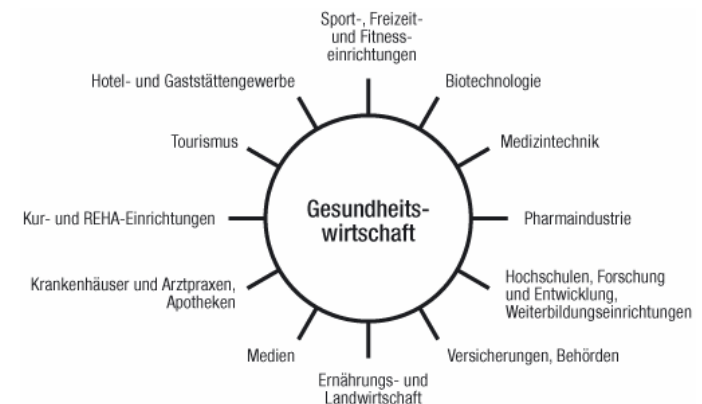 Sport-, Freizeit-
und Fitness-
einrichtungen
Hotel- und Gaststättengewerbe
Biotechnologie
Tourismus
Medizintechnik
Gesundheits-
wirtschaft
Kur- und REHA-Einrichtungen
Pharmaindustrie
Krankenhäuser und Arztpraxen,
Apotheken
Hochschulen, Forschung
und Entwicklung,
Weiterbildungseinrichtungen
Medien
Versicherungen, Behörden
Ernährungs- und
Landwirtschaft